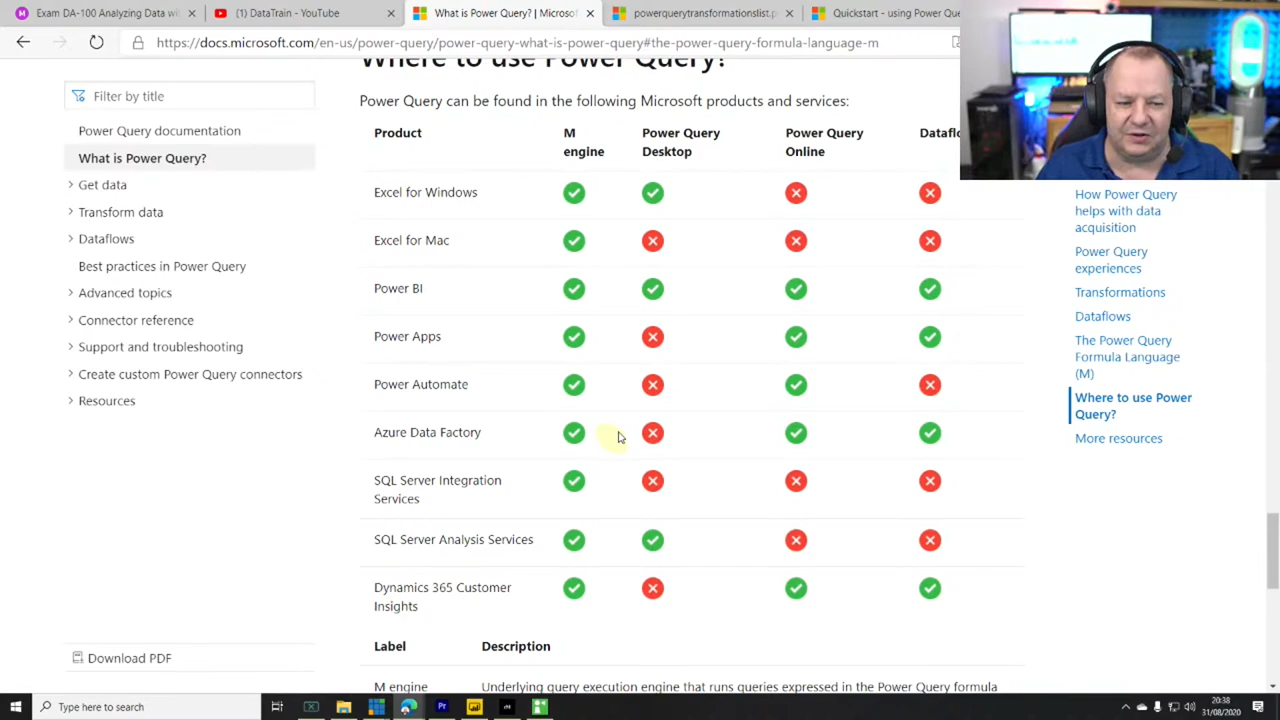 Exam DA-100 Analyzing Data w
(1) DataTrain - YouTube
What is Power Query? | Microsof
powerquerytransformationslist.p
Quickstart - using Power Qu
https://docs.microsoft.com/en-us/power-query/power-query-what-is-power-query#the-power-query-formula-language-m
Filter by title
Power Query documentation
What is Power Query?
Get data
Transform data
Dataflows
Best practices in Power Query
Advanced topics
Connector reference
Support and troubleshooting
Create custom Power Query connectors
Resources
Download PDF
Where to use Power Query?
Power Query can be found in the following Microsoft products and services:
Product M engine Power Query Desktop Power Query Online Dataflo
Excel for Windows
Excel for Mac
Power BI
Power Apps
Power Automate
Azure Data Factory
SQL Server Integration
Services
SQL Server Analysis Services
Dynamics 365 Customer
Insights
Label Description
M engine Underlying query execution engine that runs queries expressed in the Power Query formula
How Power Query
helps with data
acquisition
Power Query
experiences
Transformations
Dataflows
The Power Query
Formula Language
(M)
Where to use Power
Query?
More resources
Type here to search
20:38
31/08/2020